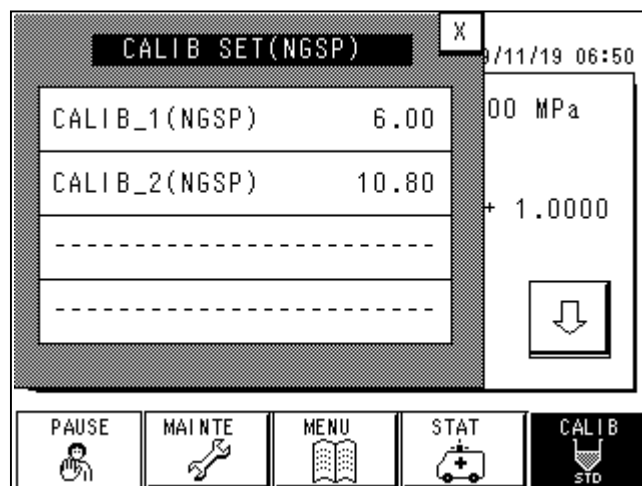 CALIB SET(NGSP)
X
/11/19 06:50
CALIB_1(NGSP) 6.00
00 MPa
CALIB_2(NGSP) 10.80
+ 1.0000
------------------------
------------------------
PAUSE
MAINTE
MENU
STAT
CALIB
STD